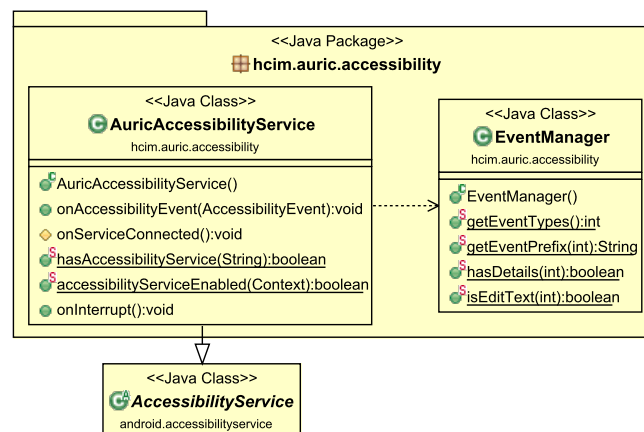 <<Java Package>>
hcim.auric.accessibility
<<Java Class>>
AuricAccessibilityService
hcim.auric.accessibility
AuricAccessibilityService()
onAccessibilityEvent(AccessibilityEvent):void
onServiceConnected():void
hasAccessibilityService(String):boolean
accessibilityServiceEnabled(Context):boolean
onInterrupt():void
<<Java Class>>
EventManager
hcim.auric.accessibility
EventManager()
getEventTypes():int
getEventPrefix(int):String
hasDetails(int):boolean
isEditText(int):boolean
<<Java Class>>
AccessibilityService
android.accessibilityservice